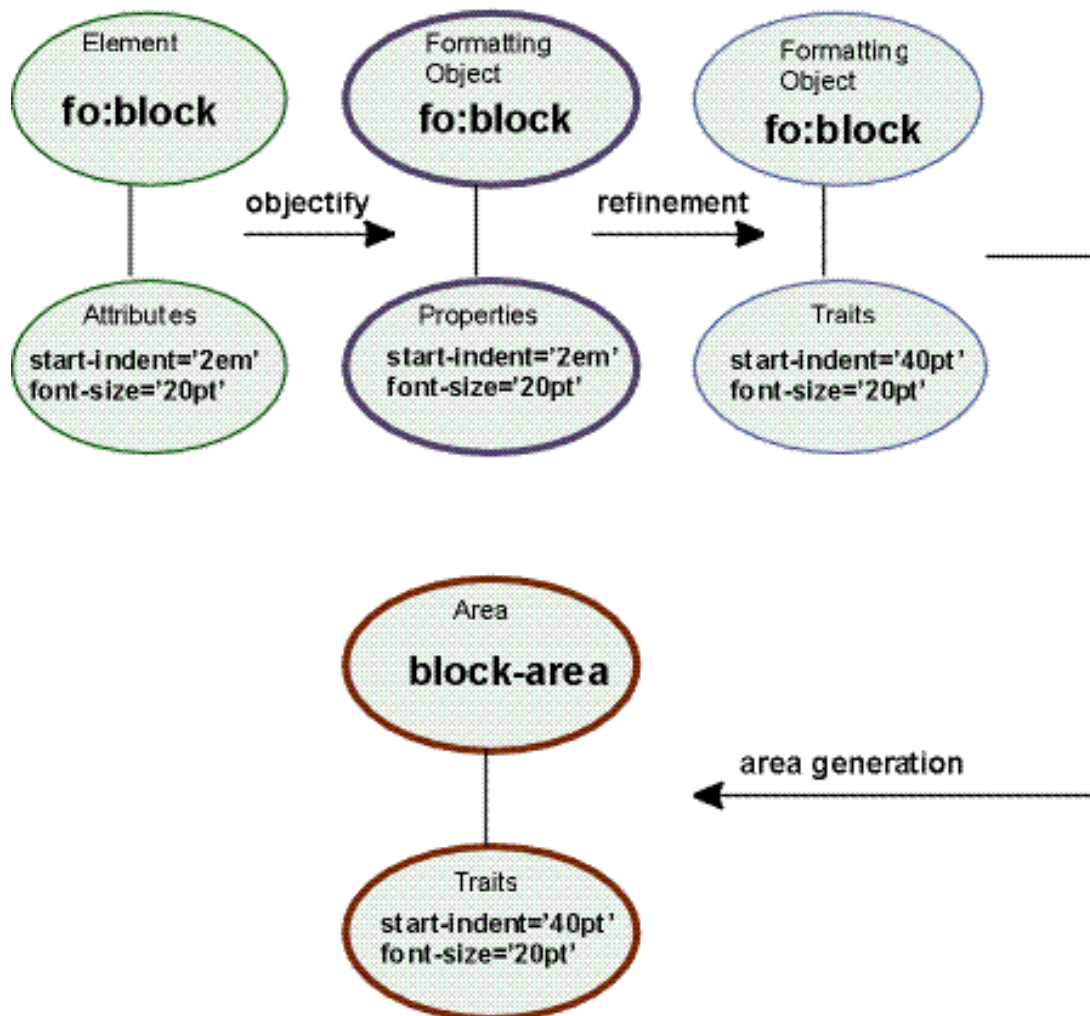 Element
fo:block
Formatting
Object
fo:block
Formatting
Object
fo:block
objectify
refinement
Attributes
start-indent='2em'
font-size='20pt'
Properties
start-indent='2em'
font-size='20pt'
Traits
start-indent='40pt'
font-size='20pt'
Area
block-area
area generation
Traits
start-indent='40pt'
font-size='20pt'